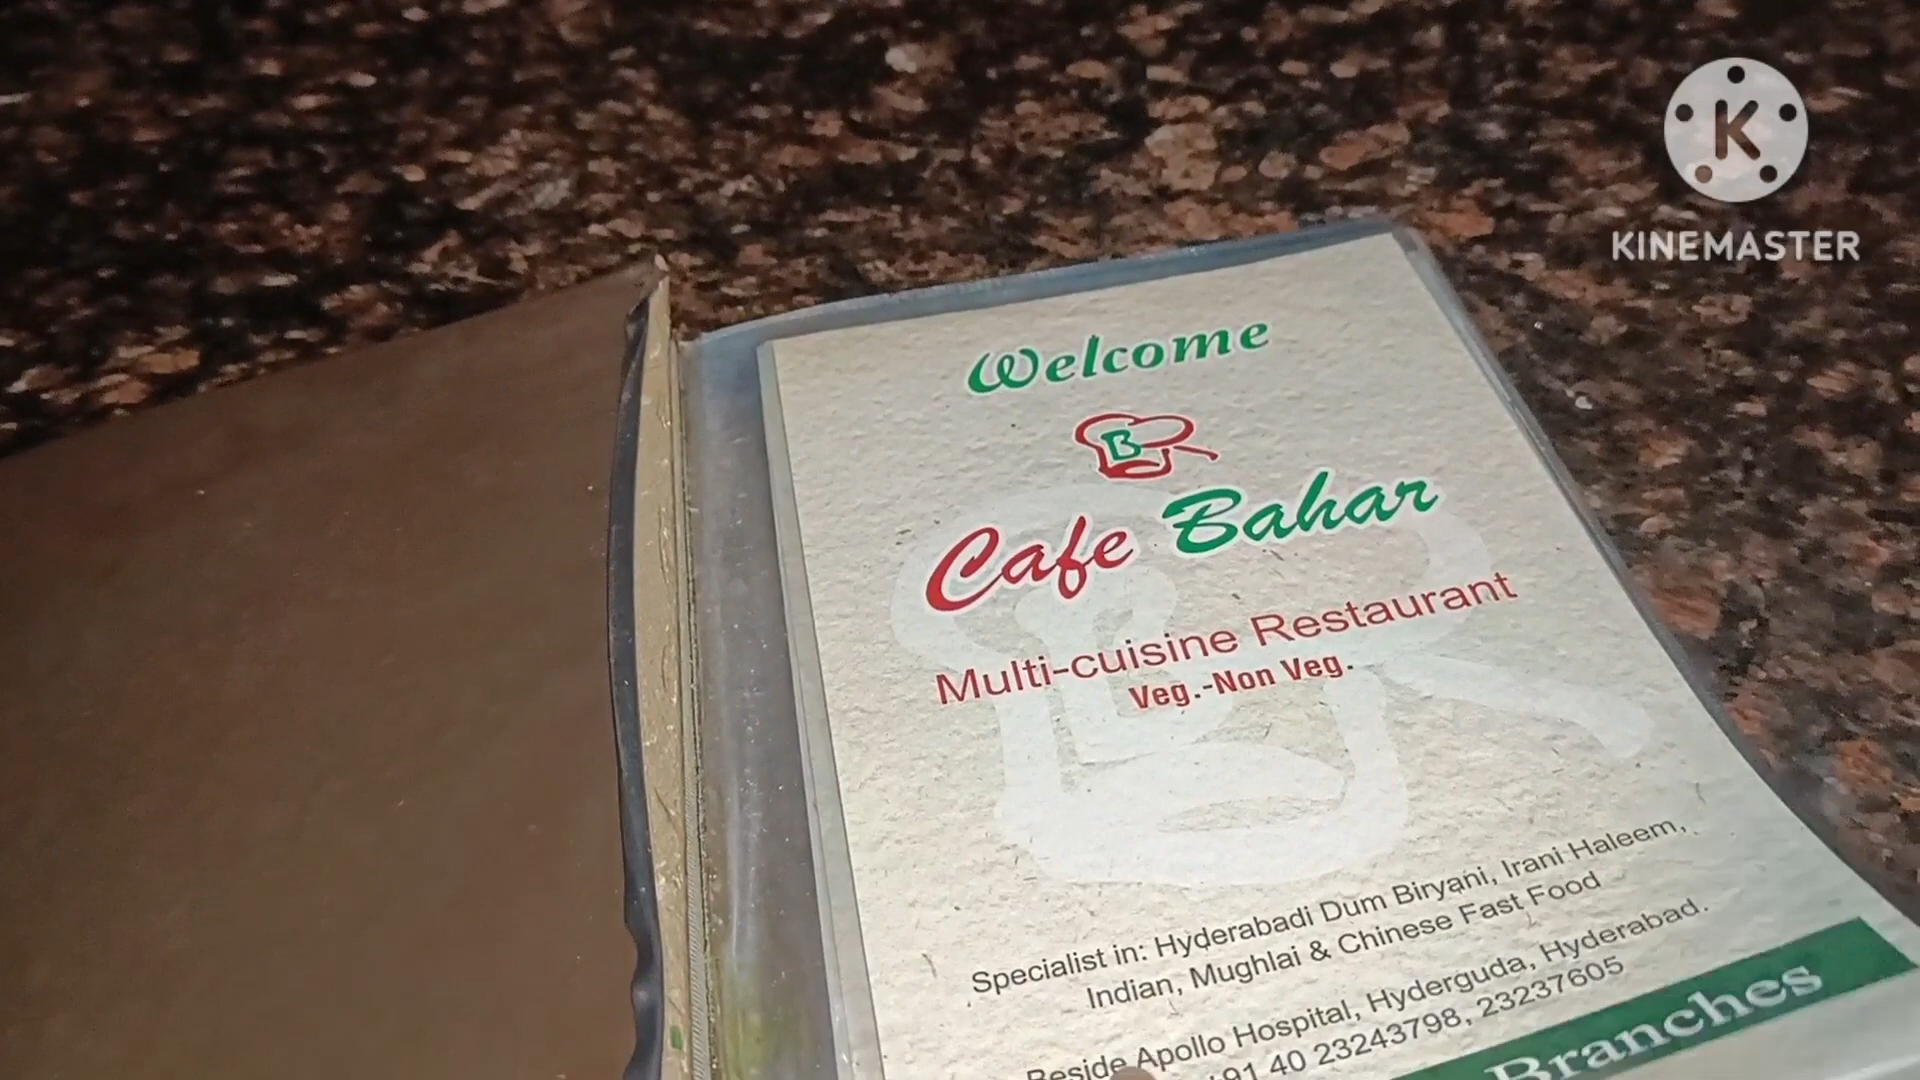 K
KINEMASTER
Welcome
B
Cafe Bahar
Multi-cuisine Restaurant
Veg.-Non Veg.
Specialist in: Hyderabadi Dum Biryani, Irani Haleem,
Indian, Mughlai & Chinese Fast Food
Beside Apollo Hospital, Hyderguda, Hyderabad.
+91 40 23243798, 23237605
Branches